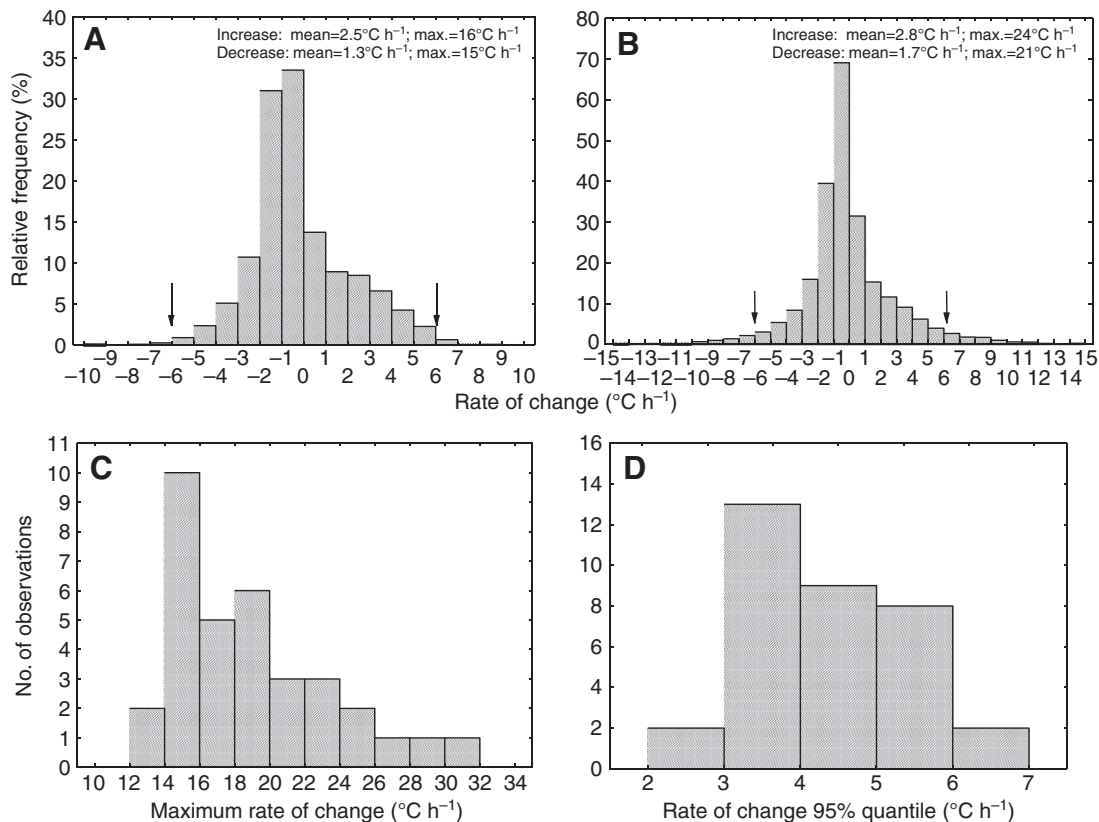 A
Increase: mean=2.5°C h⁻¹; max.=16°C h⁻¹
Decrease: mean=1.3°C h⁻¹; max.=15°C h⁻¹
40
35
30
25
20
15
10
5
0
Relative frequency (%)
−9 −7 −5 −3 −1 1 3 5 7 9
−10 −8 −6 −4 −2 0 2 4 6 8 10
B
Increase: mean=2.8°C h⁻¹; max.=24°C h⁻¹
Decrease: mean=1.7°C h⁻¹; max.=21°C h⁻¹
80
70
60
50
40
30
20
10
0
−15 −13 −11 −9 −7 −5 −3 −1 1 3 5 7 9 11 13 15
−14 −12 −10 −8 −6 −4 −2 0 2 4 6 8 10 12 14
Rate of change (°C h⁻¹)
C
11
10
9
8
7
6
5
4
3
2
1
0
No. of observations
10 12 14 16 18 20 22 24 26 28 30 32 34
Maximum rate of change (°C h⁻¹)
D
16
14
12
10
8
6
4
2
0
2 3 4 5 6 7
Rate of change 95% quantile (°C h⁻¹)